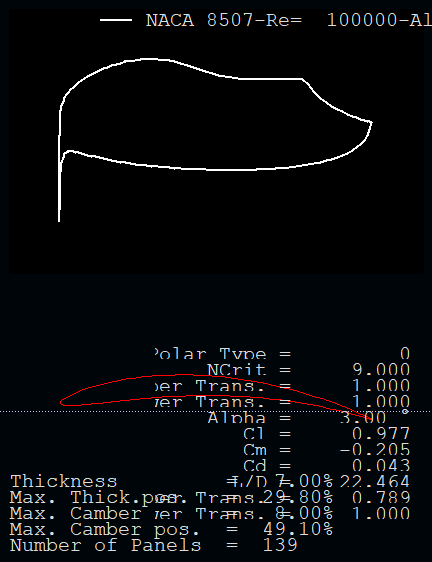 NACA 8507-Re=  100000-Al
Polar Type =  0
NCrit =  9.000
per Trans. =  1.000
per Trans. =  1.000
Alpha =  3.00 °
Cl =  0.977
Cm =  -0.205
Cd =  0.043
Thickness = 7.00%  L/D = 22.464
Max. Thick.pos. = 29.80%  per Trans. = 0.789
Max. Camber = 8.00%  per Trans. = 1.000
Max. Camber pos. = 49.10%
Number of Panels = 139